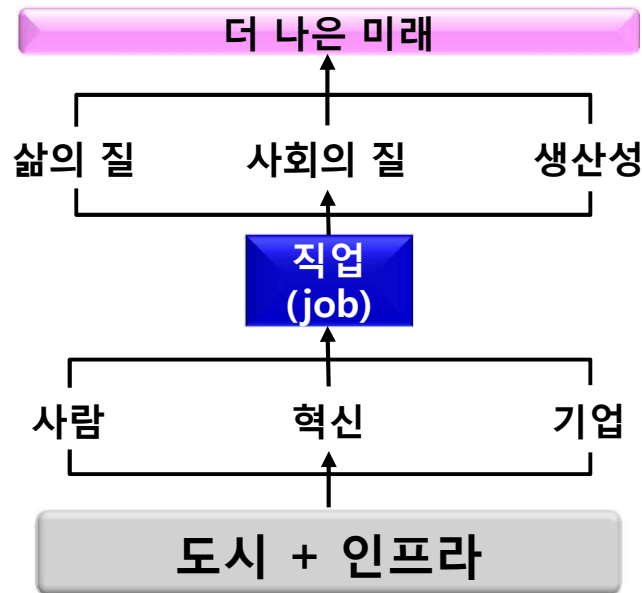 더 나은 미래
삶의 질 사회의 질 생산성
직업
(job)
사람 혁신 기업
도시 + 인프라